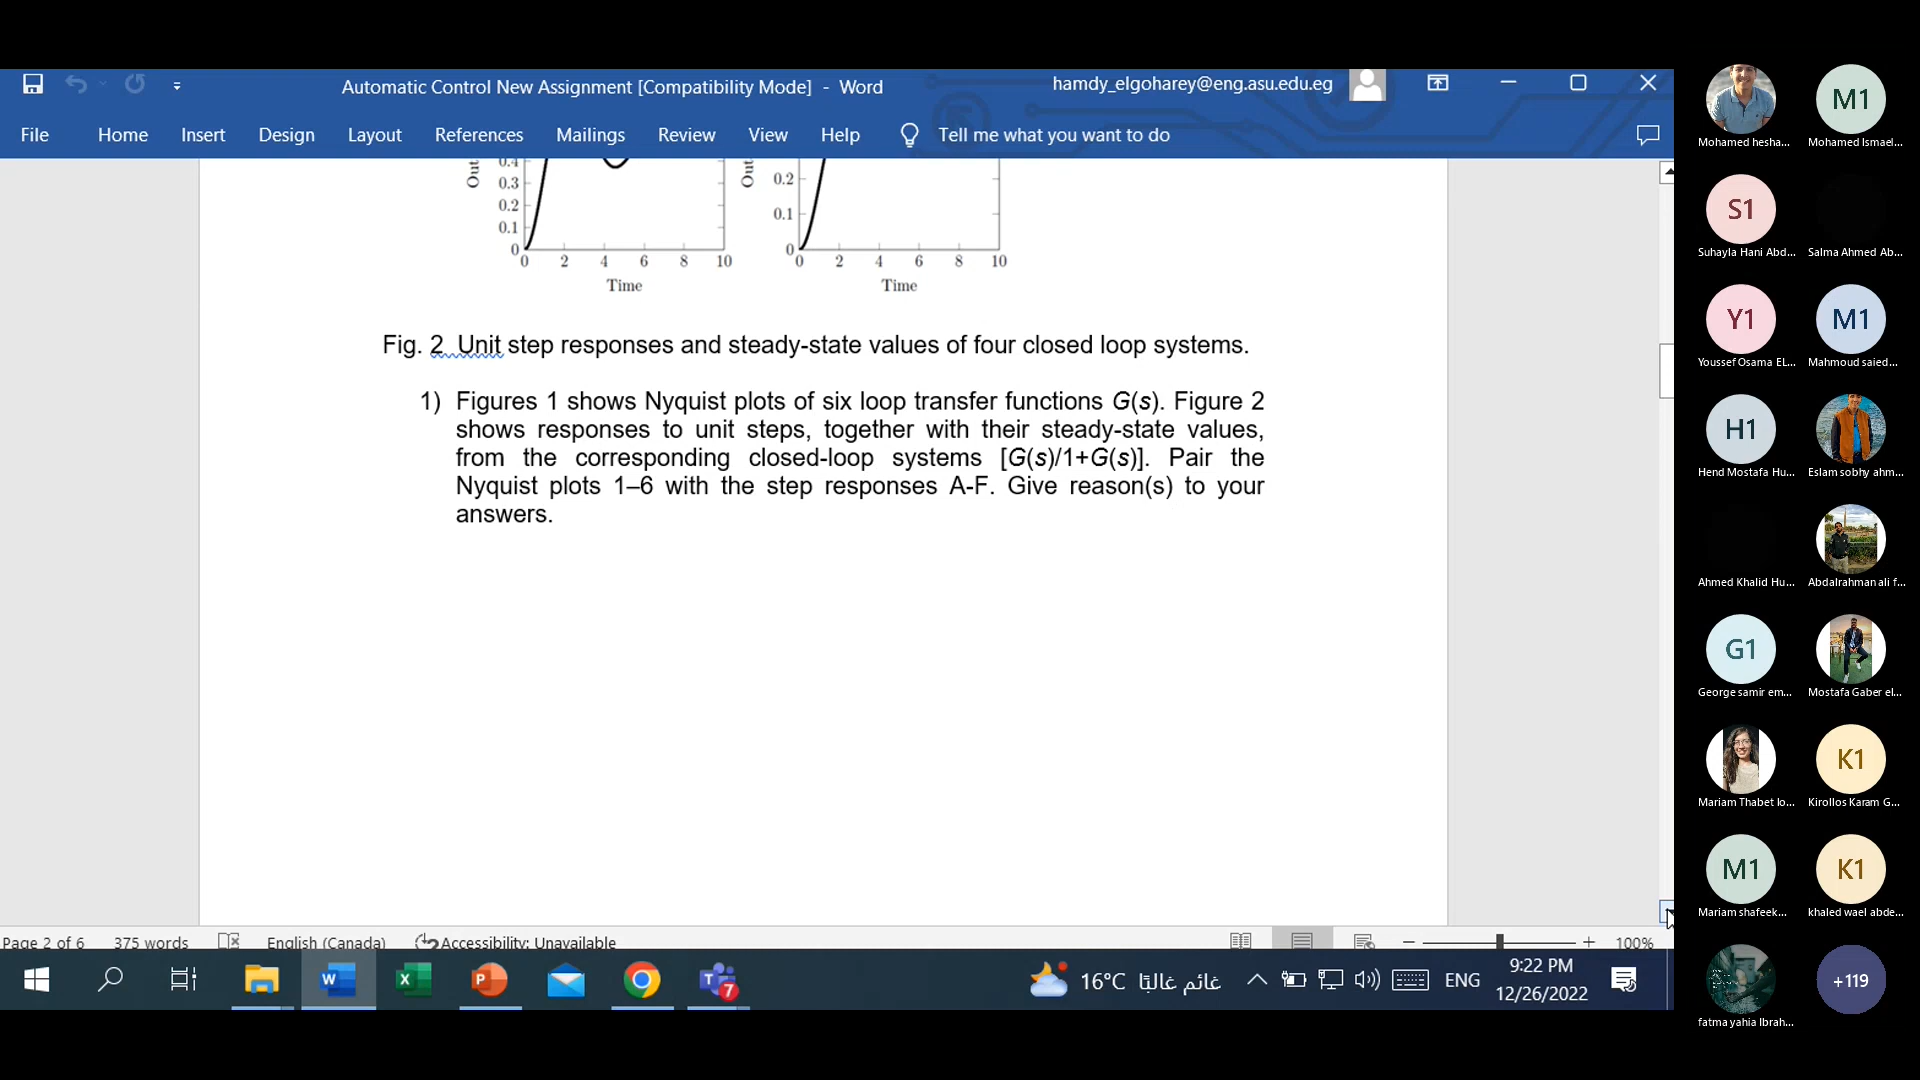 Automatic Control New Assignment [Compatibility Mode] - Word
hamdy_elgoharey@eng.asu.edu.eg
File Home Insert Design Layout References Mailings Review View Help Tell me what you want to do
Out
0.4
0.3
0.2
0.1
0
0 2 4 6 8 10
Time
Out
0.2
0.1
0
0 2 4 6 8 10
Time
Fig. 2 Unit step responses and steady-state values of four closed loop systems.
1) Figures 1 shows Nyquist plots of six loop transfer functions G(s). Figure 2
shows responses to unit steps, together with their steady-state values,
from the corresponding closed-loop systems [G(s)/1+G(s)]. Pair the
Nyquist plots 1–6 with the step responses A-F. Give reason(s) to your
answers.
Page 2 of 6 375 words English (Canada) Accessibility: Unavailable 100%
16°C غائم غالبًا ENG
9:22 PM
12/26/2022
7
M1
Mohamed hesha... Mohamed Ismael...
S1
Suhayla Hani Abd... Salma Ahmed Ab...
Y1 M1
Youssef Osama EL... Mahmoud saied...
H1
Hend Mostafa Hu... Eslam sobhy ahm...
Ahmed Khalid Hu... Abdalrahman ali f...
G1
George samir em... Mostafa Gaber el...
K1
Mariam Thabet lo... Kirollos Karam G...
M1 K1
Mariam shafeek... khaled wael abde...
+119
fatma yahia Ibrah...